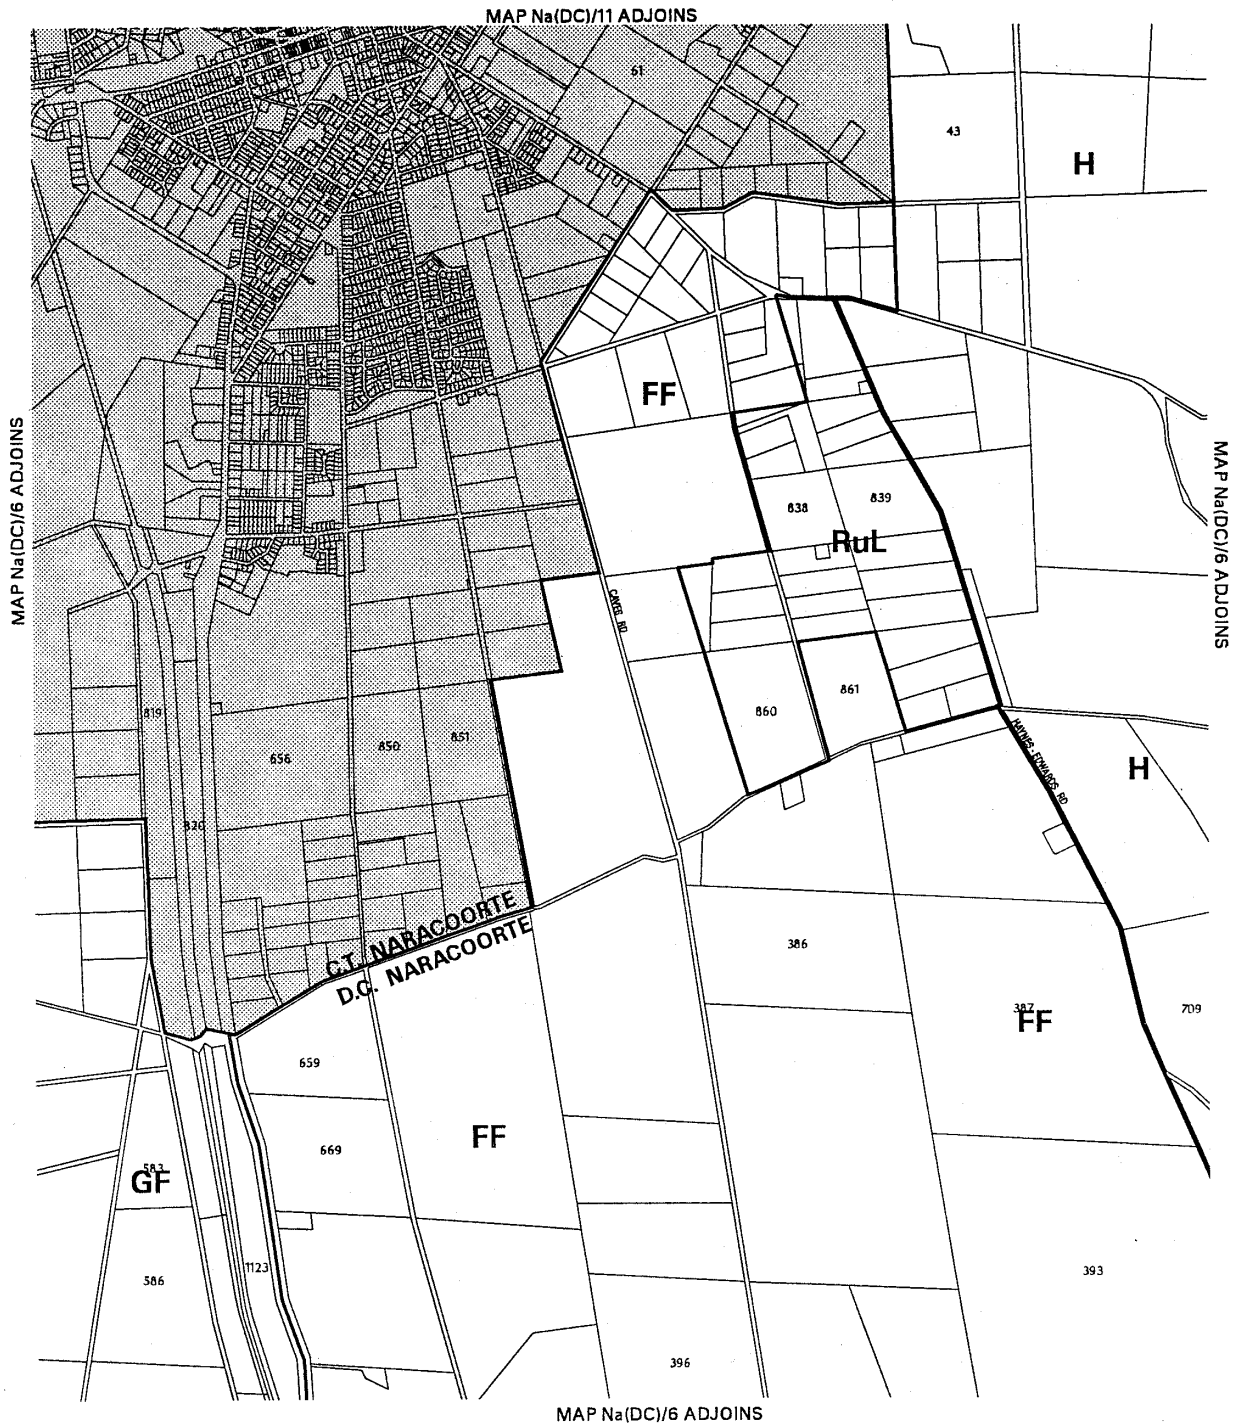 MAP Na(DC)/11 ADJOINS
61
43
H
MAP Na(DC)/6 ADJOINS
FF
MAP Na(DC)/6 ADJOINS
838
839
RuL
CAVES RD
861
860
819
851
850
656
H
HAYNES-EDWARDS RD
820
C.T. NARACOORTE
D.C. NARACOORTE
386
387
FF
709
659
FF
669
583
GF
1123
586
393
396
MAP Na(DC)/6 ADJOINS